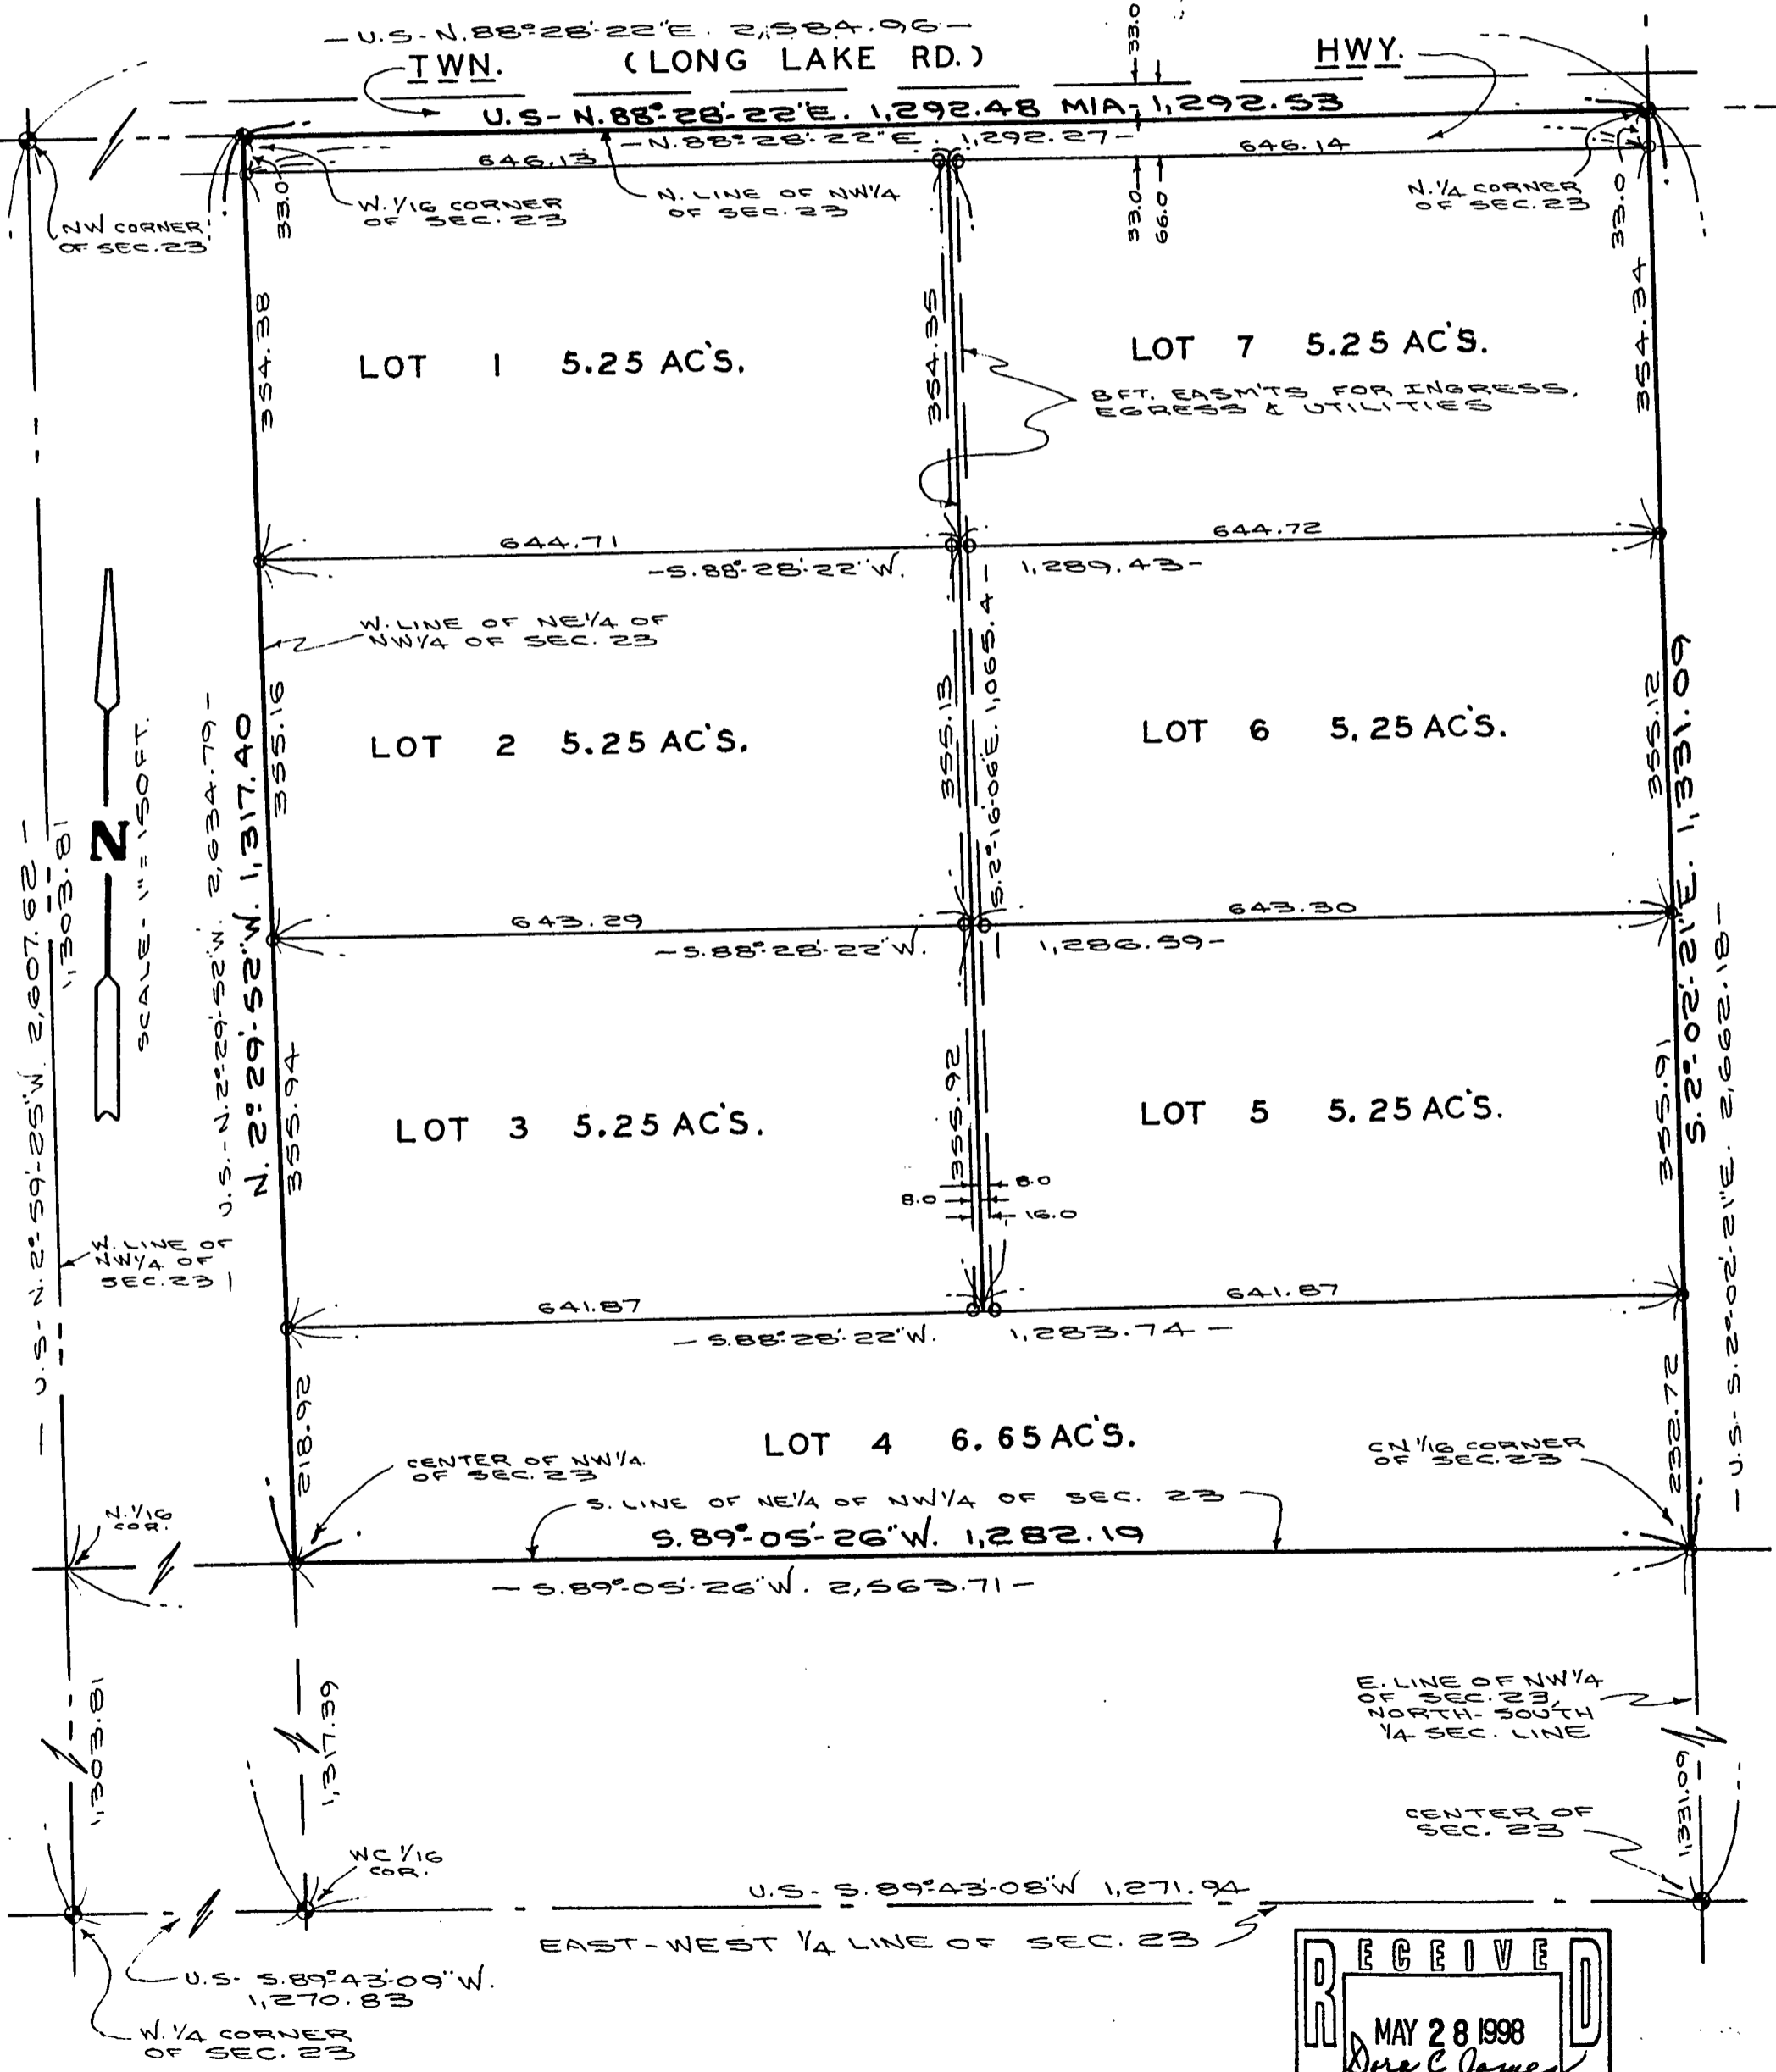 — U.S- N.88°-28'-22"E. 2,584.96 —
TWN. (LONG LAKE RD.) HWY.
33.0
U.S- N.88°-28'-22"E. 1,292.48 M/A- 1,292.53
—N.88°-28'-22"E. 1,292.27—
646.13
646.14
NW CORNER
OF SEC.23
33.0
W.1/16 CORNER
OF SEC.23
N. LINE OF NW1/4
OF SEC.23
33.0
66.0
N.1/4 CORNER
OF SEC.23
33.0
354.38
LOT 1 5.25 AC'S.
354.35
LOT 7 5.25 AC'S.
354.34
8FT. EASM'TS FOR INGRESS,
EGRESS & UTILITIES
644.71
644.72
—S.88°-28'-22"W. 1,289.43—
W.LINE OF NE1/4 OF
NW1/4 OF SEC. 23
355.16
LOT 2 5.25 AC'S.
355.13
S.2°-16'-06"E. 1,065.4 —
LOT 6 5.25 AC'S.
355.12
S.2°-02'-21"E. 1,331.09
— U.S- S.2°-02'-21"E. 2,662.18—
N
SCALE- 1"=150FT.
— U.S- N.2°-59'-25"W. 2,607.62 —
1,303.81
U.S.-N.2°-29'-52"W. 2,634.79 —
N.2°-29'-52"W. 1,317.40
643.29
643.30
—S.88°-28'-22"W. 1,286.59—
355.94
LOT 3 5.25 AC'S.
355.92
LOT 5 5.25 AC'S.
355.91
8.0
8.0
16.0
W. LINE OF
NW1/4 OF
SEC.23
641.87
641.87
— S.88°-28'-22"W. 1,283.74 —
218.92
LOT 4 6.65 AC'S.
232.72
CENTER OF NW1/4
OF SEC.23
CN 1/16 CORNER
OF SEC.23
S. LINE OF NE1/4 OF NW1/4 OF SEC. 23
S.89°-05'-26"W. 1,282.19
N.1/16
COR.
— S.89°-05'-26"W. 2,563.71 —
1,303.81
1,317.39
E. LINE OF NW1/4
OF SEC.23,
NORTH-SOUTH
1/4 SEC. LINE
1,331.09
CENTER OF
SEC. 23
WC 1/16
COR.
U.S- S.89°-43'-08"W 1,271.94
EAST-WEST 1/4 LINE OF SEC. 23
U.S- S.89°-43'-09"W.
1,270.83
W.1/4 CORNER
OF SEC. 23
RECEIVED
MAY 28 1998
Dora C James